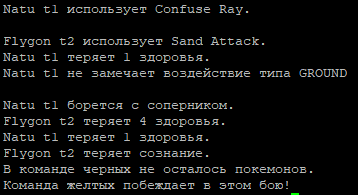 Natu t1 использует Confuse Ray.
Flygon t2 использует Sand Attack.
Natu t1 теряет 1 здоровья.
Natu t1 не замечает воздействие типа GROUND
Natu t1 борется с соперником.
Flygon t2 теряет 4 здоровья.
Natu t1 теряет 1 здоровья.
Flygon t2 теряет сознание.
В команде черных не осталось покемонов.
Команда желтых побеждает в этом бою!